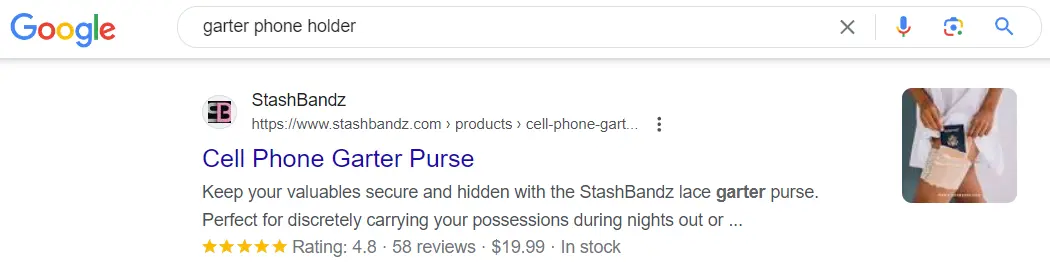 Google
garter phone holder
SB
StashBandz
https://www.stashbandz.com › products › cell-phone-gart...
Cell Phone Garter Purse
Keep your valuables secure and hidden with the StashBandz lace garter purse.
Perfect for discretely carrying your possessions during nights out or ...
Rating: 4.8 · 58 reviews · $19.99 · In stock